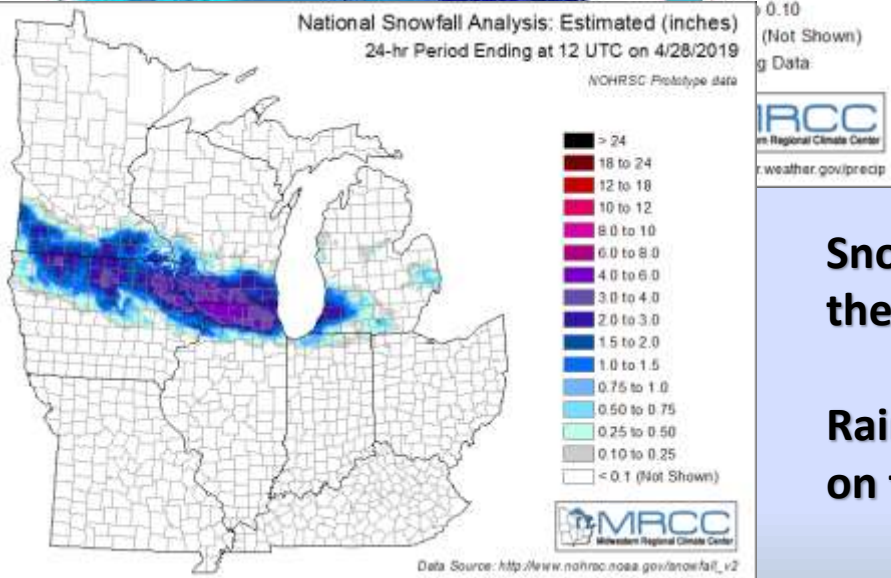 National Snowfall Analysis: Estimated (inches)
24-hr Period Ending at 12 UTC on 4/28/2019
NOHRSC Prototype data
> 24
18 to 24
12 to 18
10 to 12
8.0 to 10
6.0 to 8.0
4.0 to 6.0
3.0 to 4.0
2.0 to 3.0
1.5 to 2.0
1.0 to 1.5
0.75 to 1.0
0.50 to 0.75
0.25 to 0.50
0.10 to 0.25
< 0.1 (Not Shown)
MRCC
Midwestern Regional Climate Center
Data Source: http://www.nohrsc.noaa.gov/snowfall_v2
0.10
(Not Shown)
g Data
IRCC
rn Regional Climate Center
r.weather.gov/precip
Sno
the
Rai
on